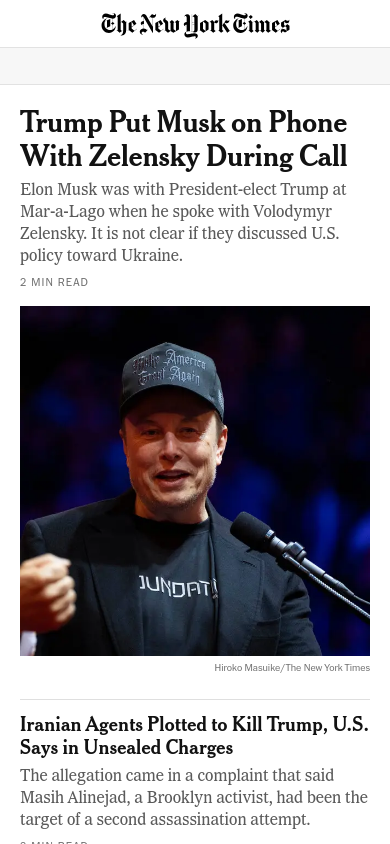 The New York Times
Trump Put Musk on Phone
With Zelensky During Call
Elon Musk was with President-elect Trump at
Mar-a-Lago when he spoke with Volodymyr
Zelensky. It is not clear if they discussed U.S.
policy toward Ukraine.
2 MIN READ
Make America
Great Again
Hiroko Masuike/The New York Times
Iranian Agents Plotted to Kill Trump, U.S.
Says in Unsealed Charges
The allegation came in a complaint that said
Masih Alinejad, a Brooklyn activist, had been the
target of a second assassination attempt.